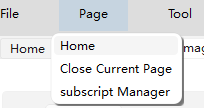 File Page Tool
Home
Home
Close Current Page
subscript Manager